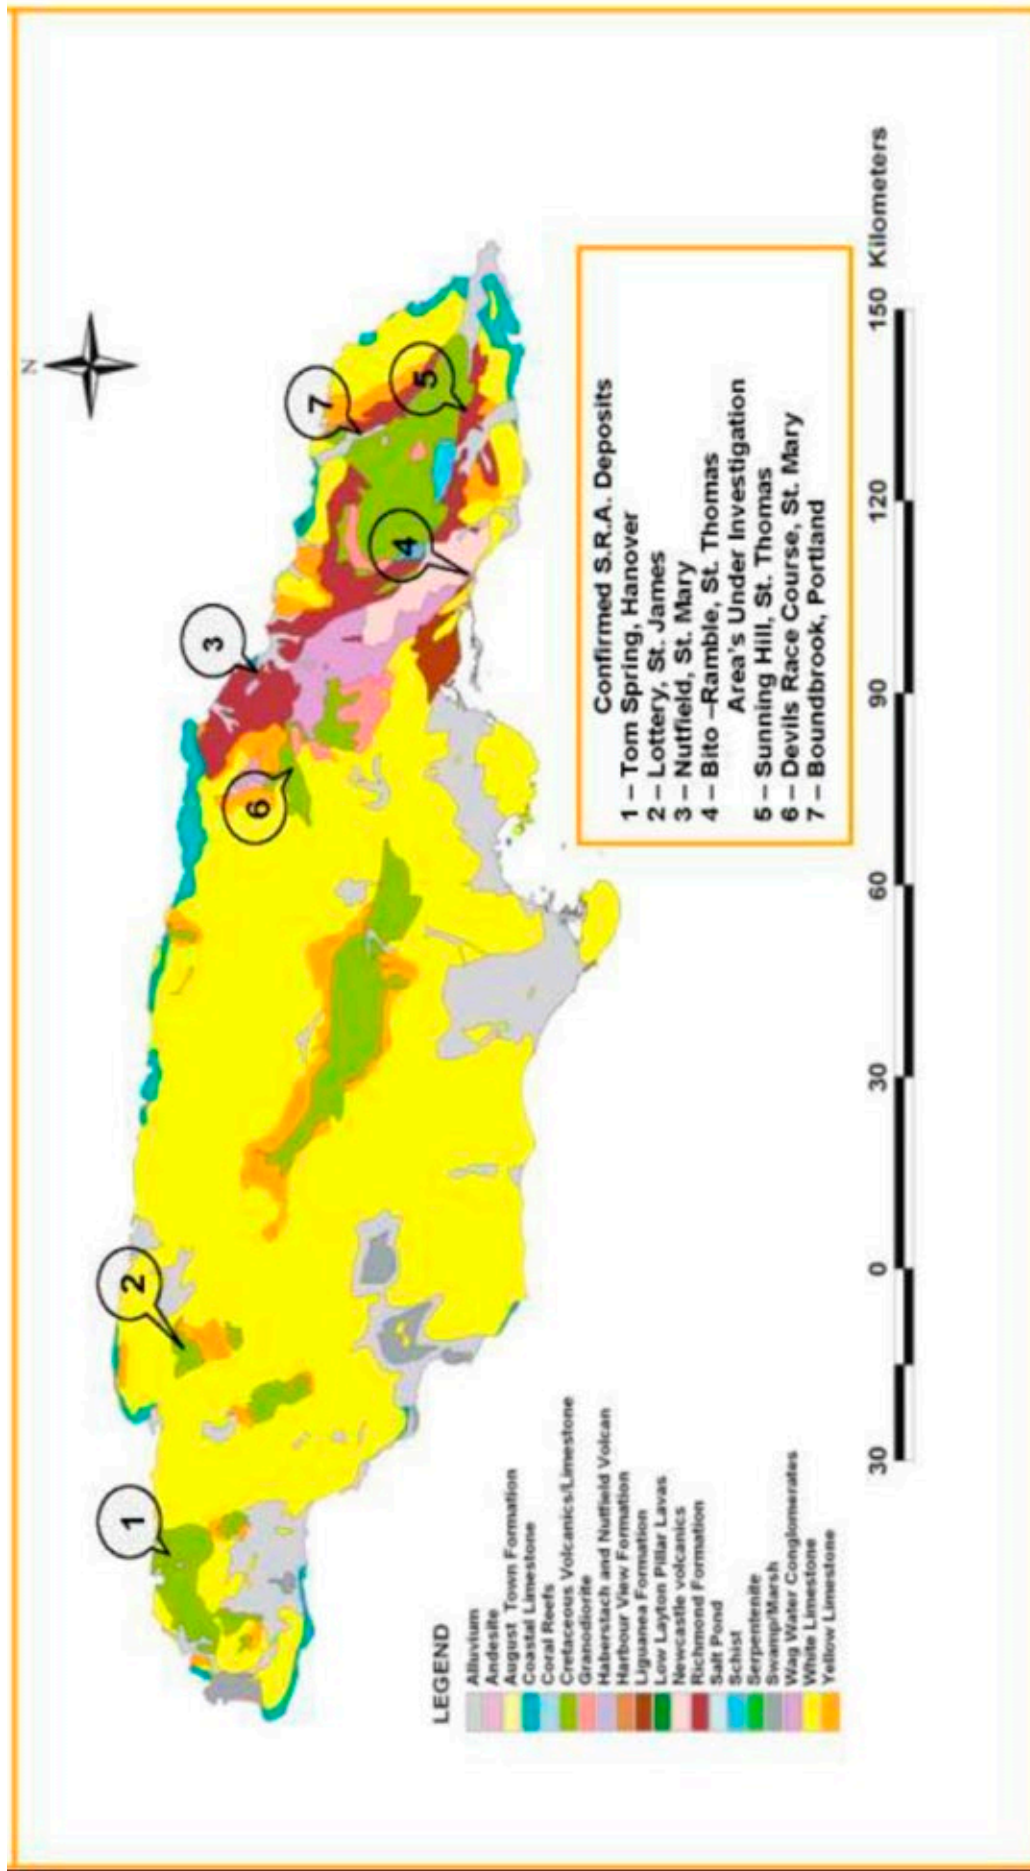 N
7
5
3
4
6
2
1
Confirmed S.R.A. Deposits
1 – Tom Spring, Hanover
2 – Lottery, St. James
3 – Nutfield, St. Mary
4 – Bito –Ramble, St. Thomas
Area's Under Investigation
5 – Sunning Hill, St. Thomas
6 – Devils Race Course, St. Mary
7 – Boundbrook, Portland
LEGEND
Alluvium
Andesite
August Town Formation
Coastal Limestone
Coral Reefs
Cretaceous Volcanics/Limestone
Granodiorite
Haberstach and Nutfield Volcan
Harbour View Formation
Liguanea Formation
Low Layton Pillar Lavas
Newcastle volcanics
Richmond Formation
Salt Pond
Schist
Serpentenite
Swamp/Marsh
Wag Water Conglomerates
White Limestone
Yellow Limestone
30 0 30 60 90 120 150 Kilometers